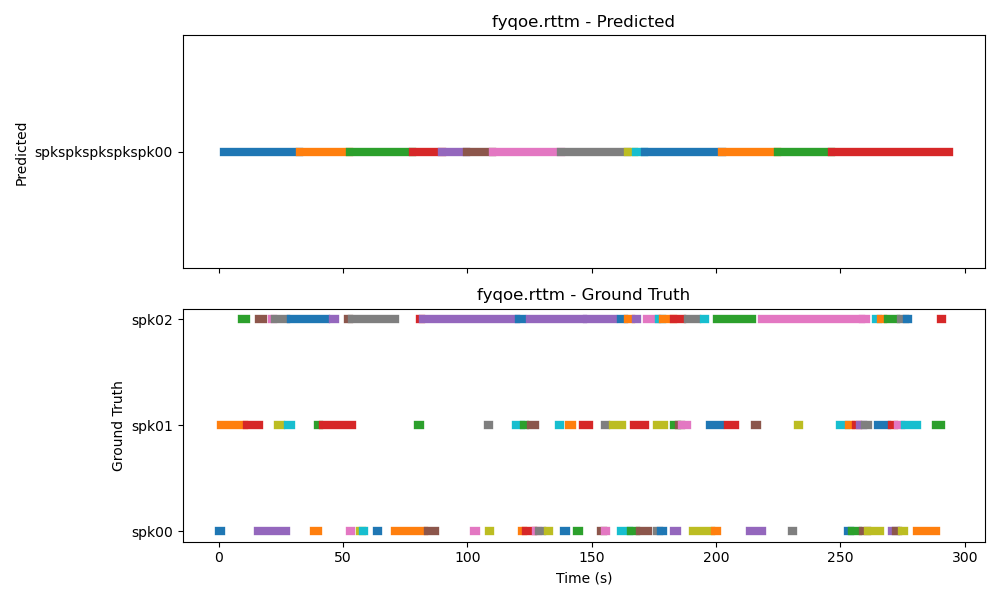 fyqoe.rttm - Predicted
Predicted
spkspkspkspkspk00
fyqoe.rttm - Ground Truth
Ground Truth
spk02
spk01
spk00
0 50 100 150 200 250 300
Time (s)